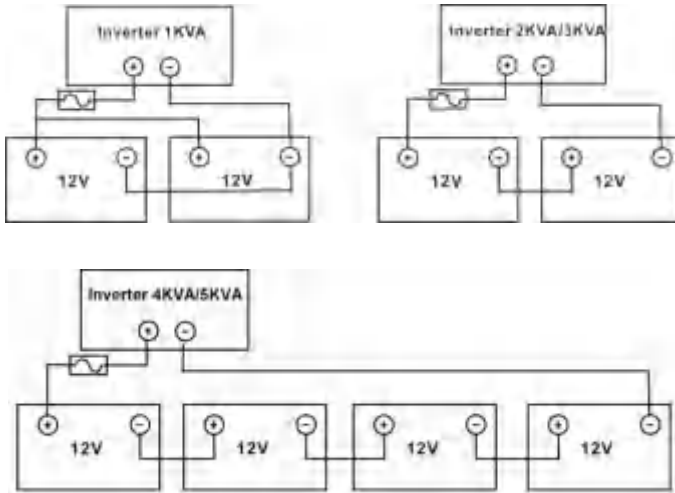 Inverter 1KVA
+ −
+ − + −
12V 12V
Inverter 2KVA/3KVA
+ −
+ − + −
12V 12V
Inverter 4KVA/5KVA
+ −
+ − + − + − + −
12V 12V 12V 12V